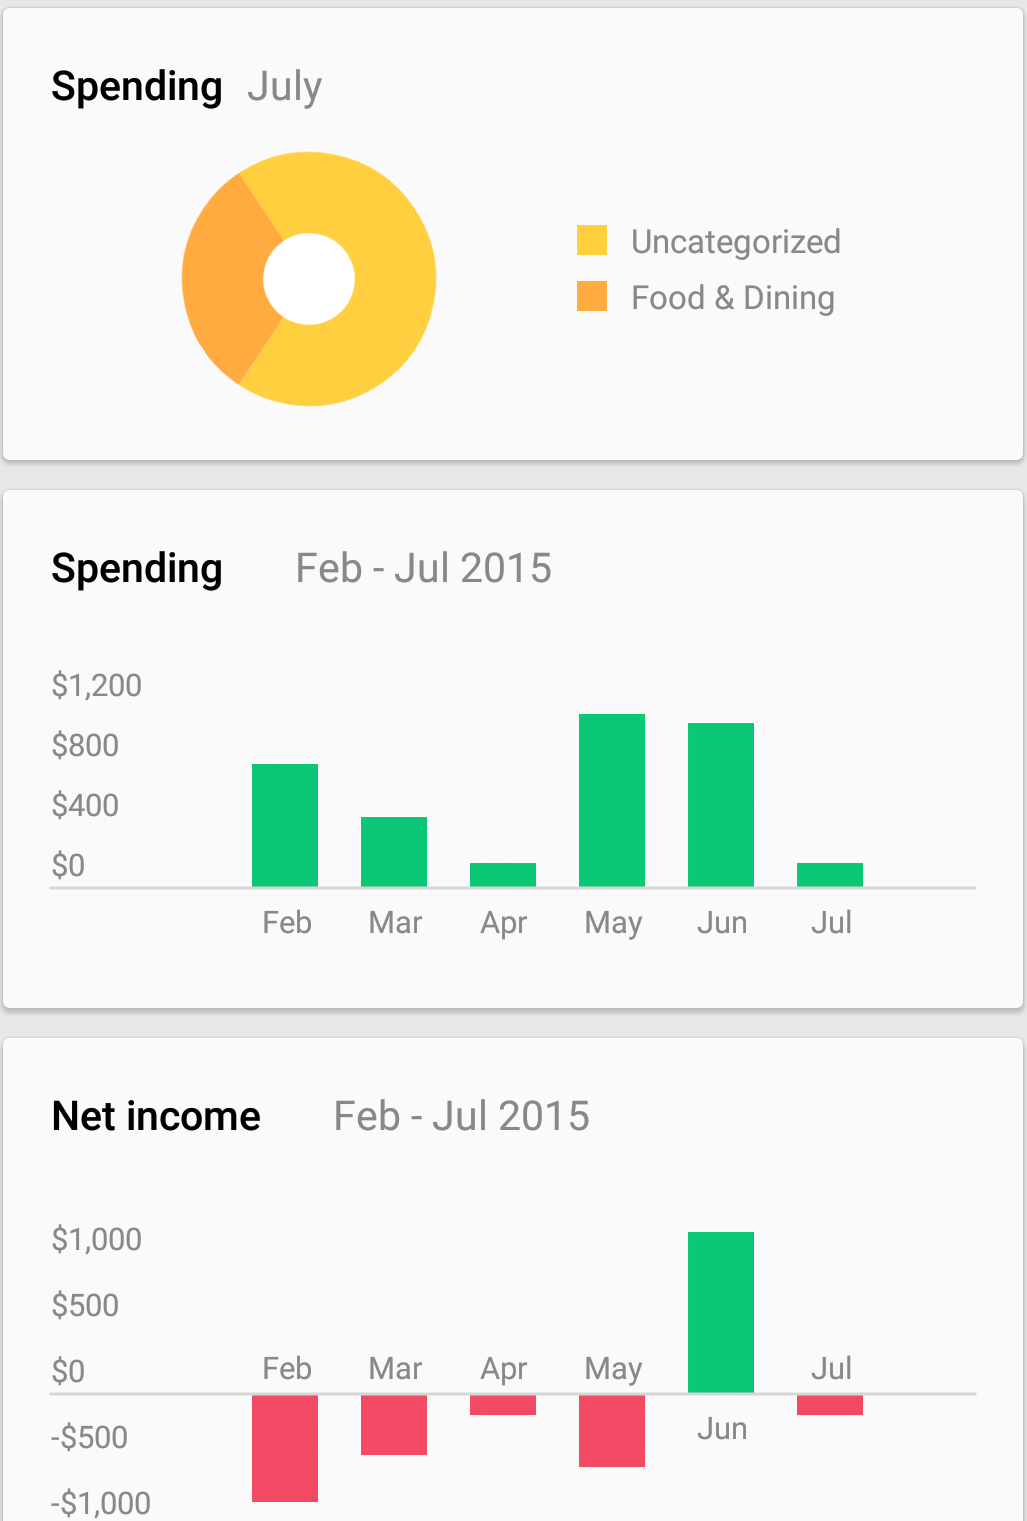 Spending July
Uncategorized
Food & Dining
Spending Feb - Jul 2015
$1,200
$800
$400
$0
Feb Mar Apr May Jun Jul
Net income Feb - Jul 2015
$1,000
$500
$0 Feb Mar Apr May Jul
Jun
-$500
-$1,000